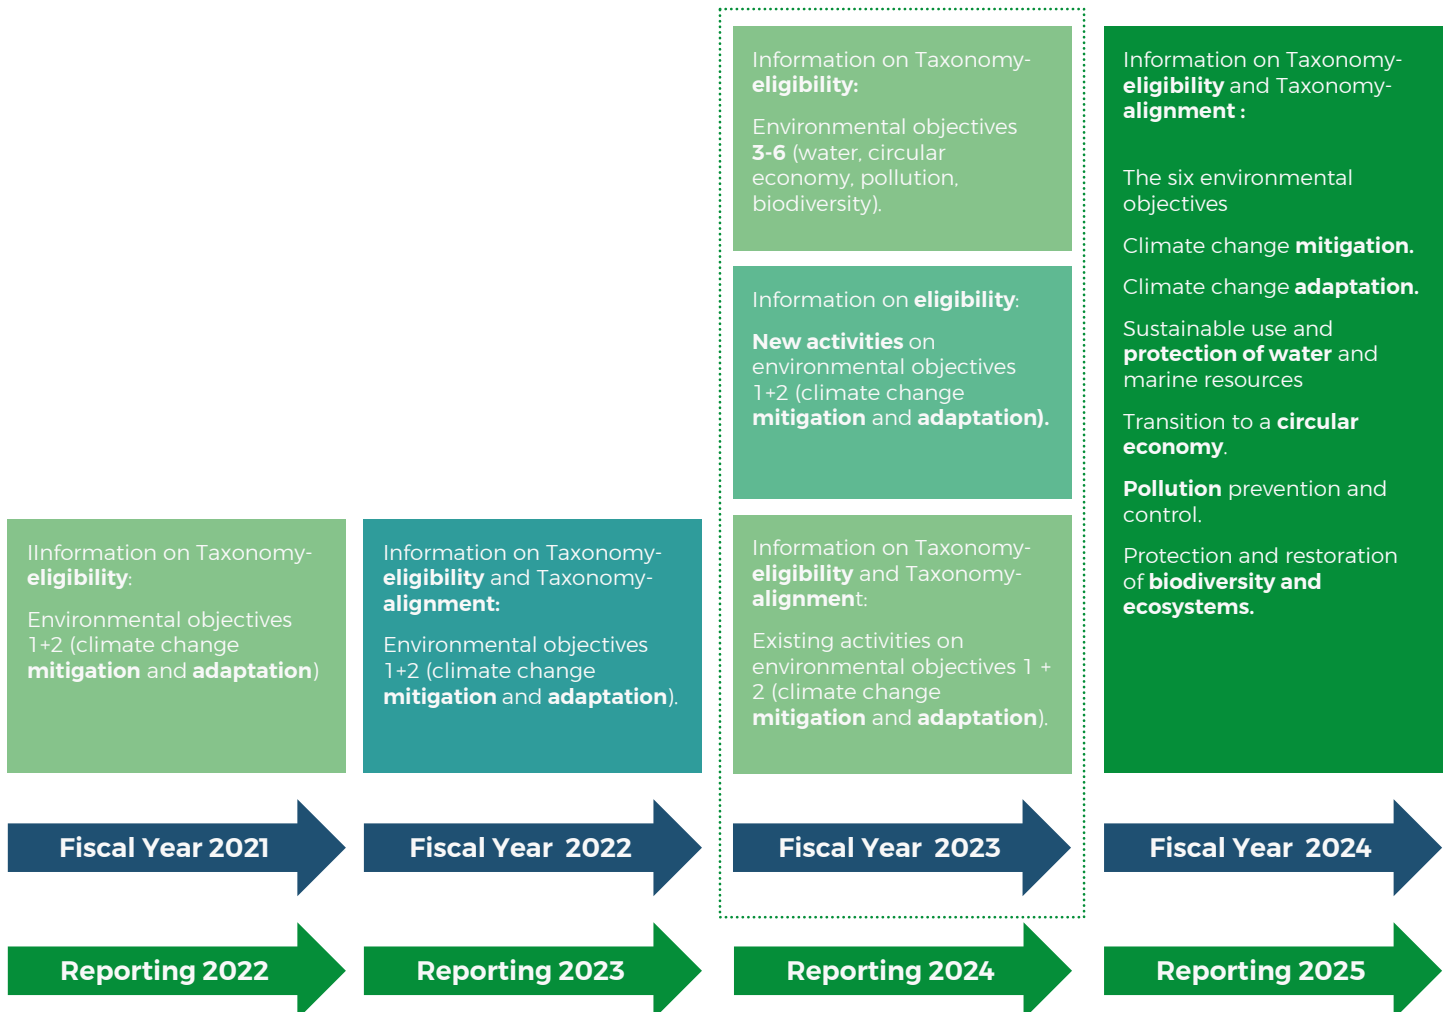 Information on Taxonomy-
eligibility:
Environmental objectives
3-6 (water, circular
economy, pollution,
biodiversity).
Information on eligibility:
New activities on
environmental objectives
1+2 (climate change
mitigation and adaptation).
IInformation on Taxonomy-
eligibility:
Environmental objectives
1+2 (climate change
mitigation and adaptation)
Information on Taxonomy-
eligibility and Taxonomy-
alignment:
Environmental objectives
1+2 (climate change
mitigation and adaptation).
Information on Taxonomy-
eligibility and Taxonomy-
alignment:
Existing activities on
environmental objectives 1 +
2 (climate change
mitigation and adaptation).
Information on Taxonomy-
eligibility and Taxonomy-
alignment :
The six environmental
objectives
Climate change mitigation.
Climate change adaptation.
Sustainable use and
protection of water and
marine resources
Transition to a circular
economy.
Pollution prevention and
control.
Protection and restoration
of biodiversity and
ecosystems.
Fiscal Year 2021
Fiscal Year 2022
Fiscal Year 2023
Fiscal Year 2024
Reporting 2022
Reporting 2023
Reporting 2024
Reporting 2025